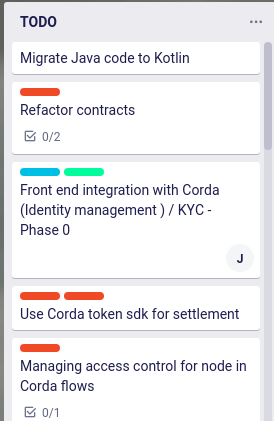 TODO
Migrate Java code to Kotlin
Refactor contracts
0/2
Front end integration with Corda
(Identity management ) / KYC -
Phase 0
J
Use Corda token sdk for settlement
Managing access control for node in
Corda flows
0/1